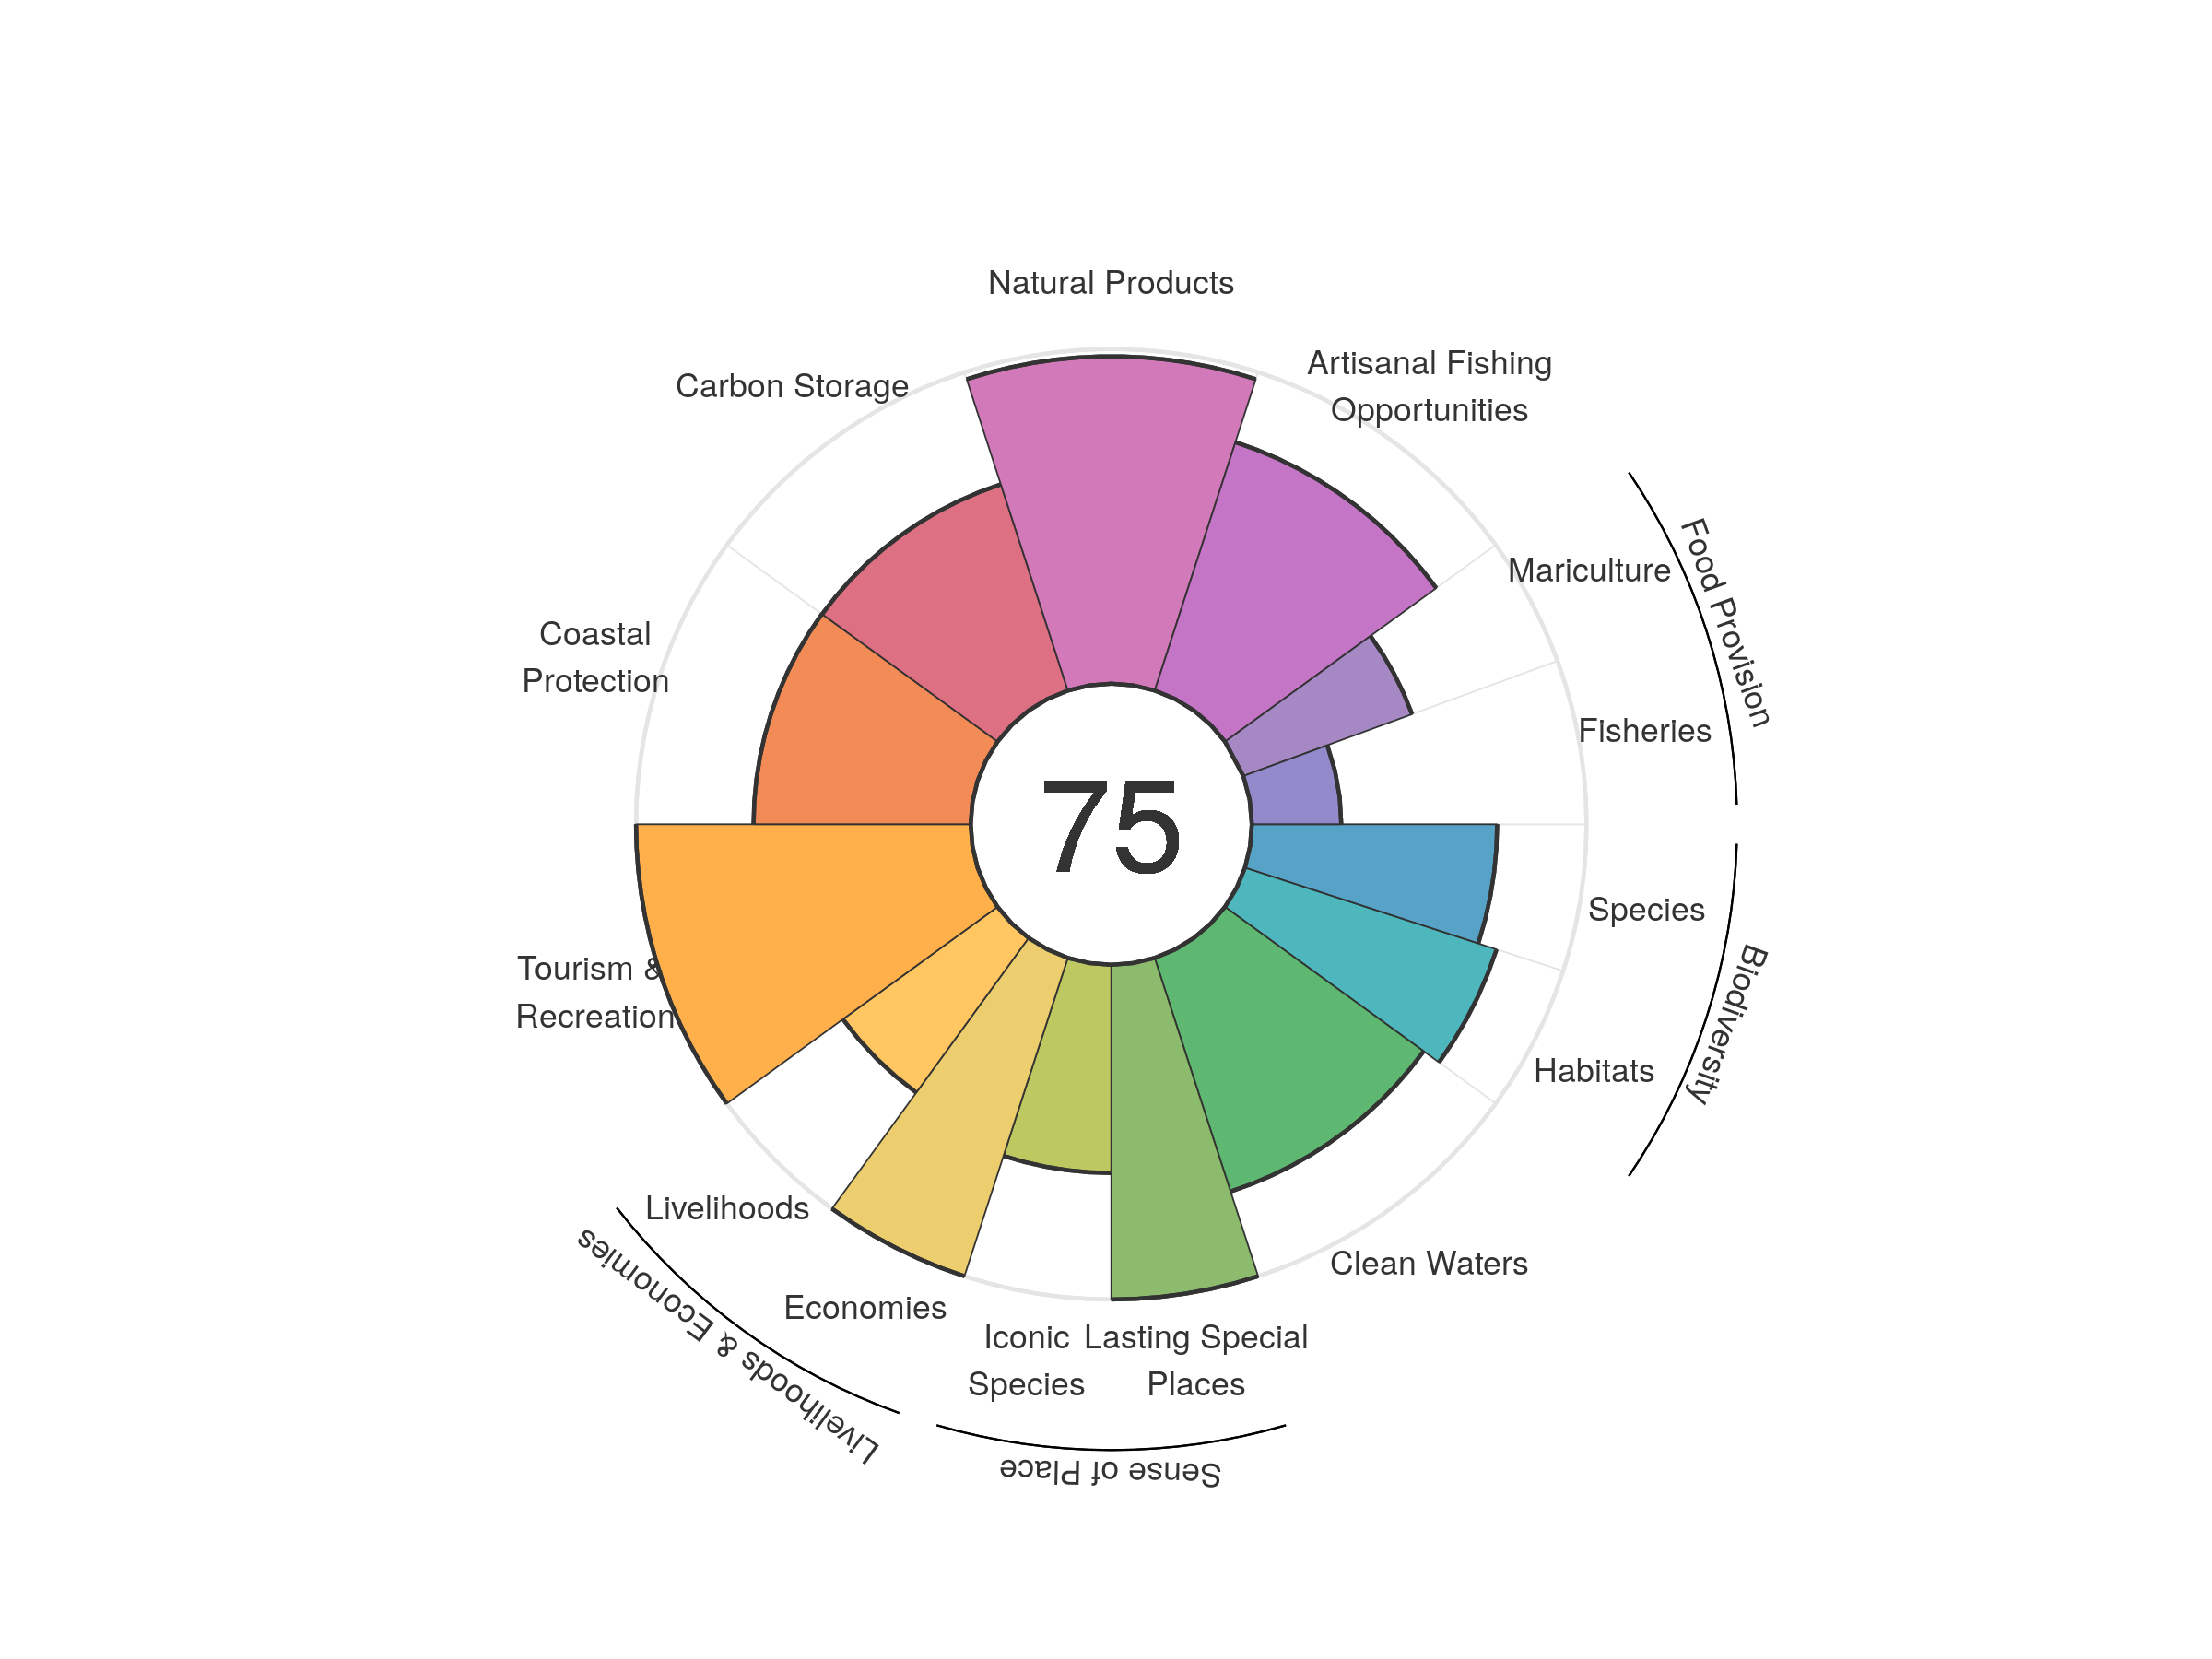 Natural Products
Artisanal Fishing
Opportunities
Carbon Storage
Mariculture
Food Provision
Coastal
Protection
Fisheries
75
Species
Biodiversity
Tourism &
Recreation
Habitats
Livelihoods
Clean Waters
Livelihoods & Economies
Economies
Iconic
Species
Lasting Special
Places
Sense of Place